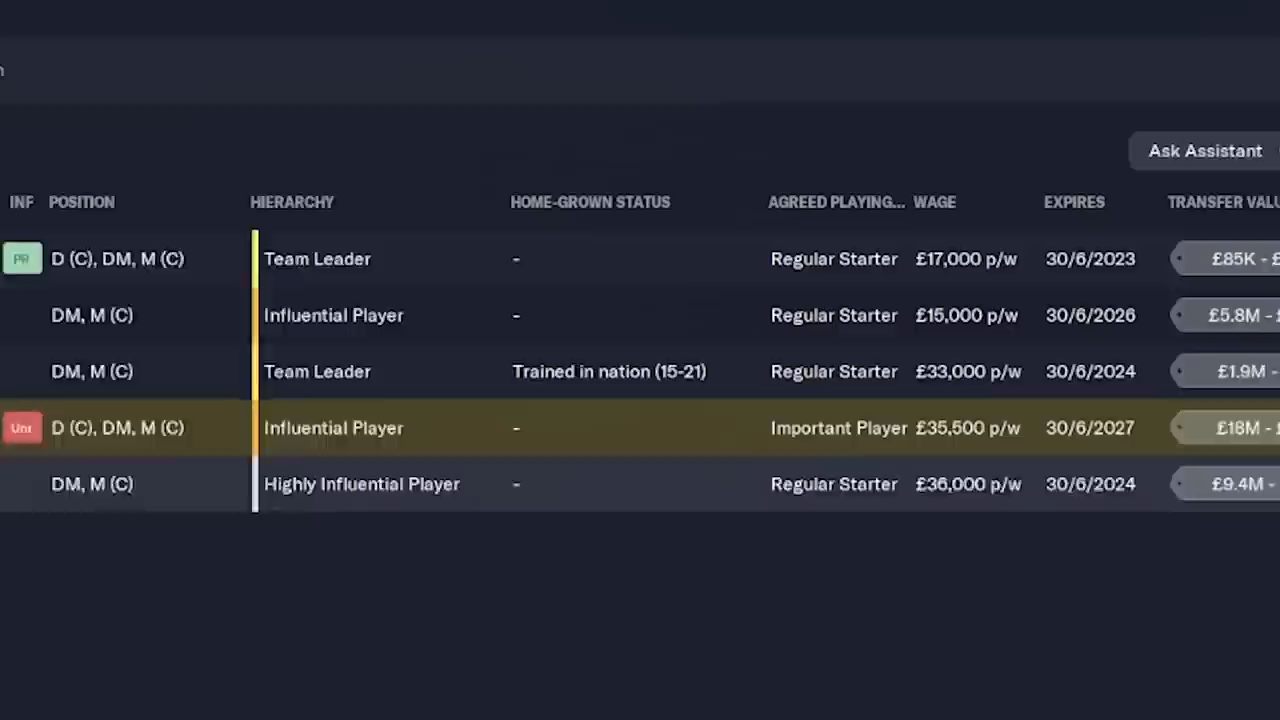 Ask Assistant
INF POSITION HIERARCHY HOME-GROWN STATUS AGREED PLAYING... WAGE EXPIRES TRANSFER VALU
PR D (C), DM, M (C) Team Leader - Regular Starter £17,000 p/w 30/6/2023 £85K - £
DM, M (C) Influential Player - Regular Starter £15,000 p/w 30/6/2026 £5.8M - £
DM, M (C) Team Leader Trained in nation (15-21) Regular Starter £33,000 p/w 30/6/2024 £1.9M -
Unr D (C), DM, M (C) Influential Player - Important Player £35,500 p/w 30/6/2027 £18M - £
DM, M (C) Highly Influential Player - Regular Starter £36,000 p/w 30/6/2024 £9.4M -